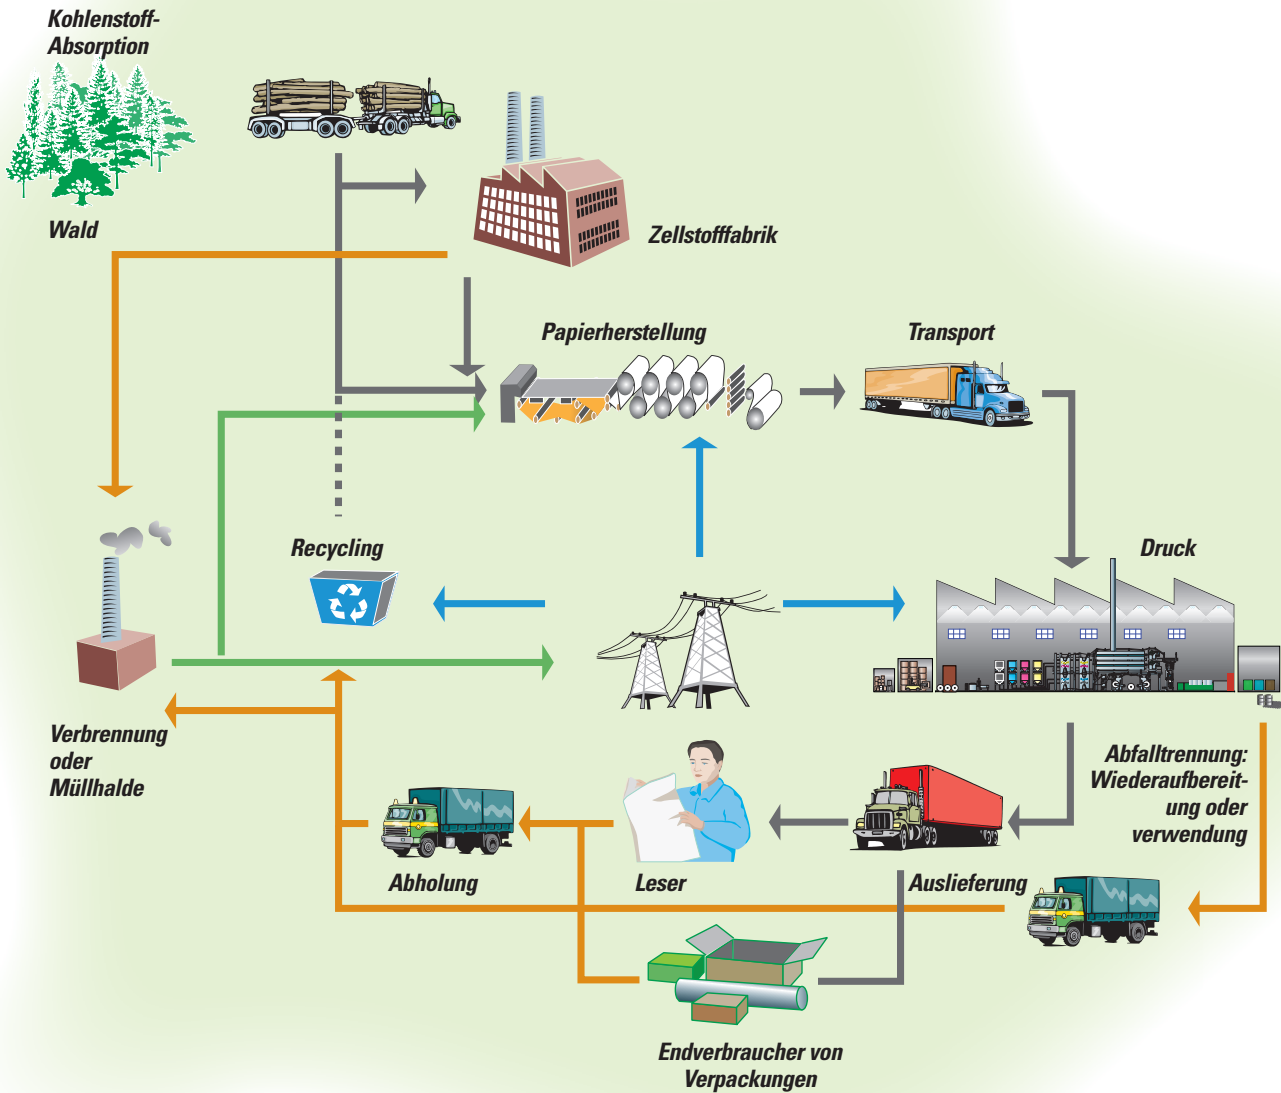 Kohlenstoff-
Absorption
Wald
Zellstofffabrik
Papierherstellung
Transport
Recycling
Druck
Verbrennung
oder
Müllhalde
Abfalltrennung:
Wiederaufbereit-
ung oder
verwendung
Abholung
Leser
Auslieferung
Endverbraucher von
Verpackungen